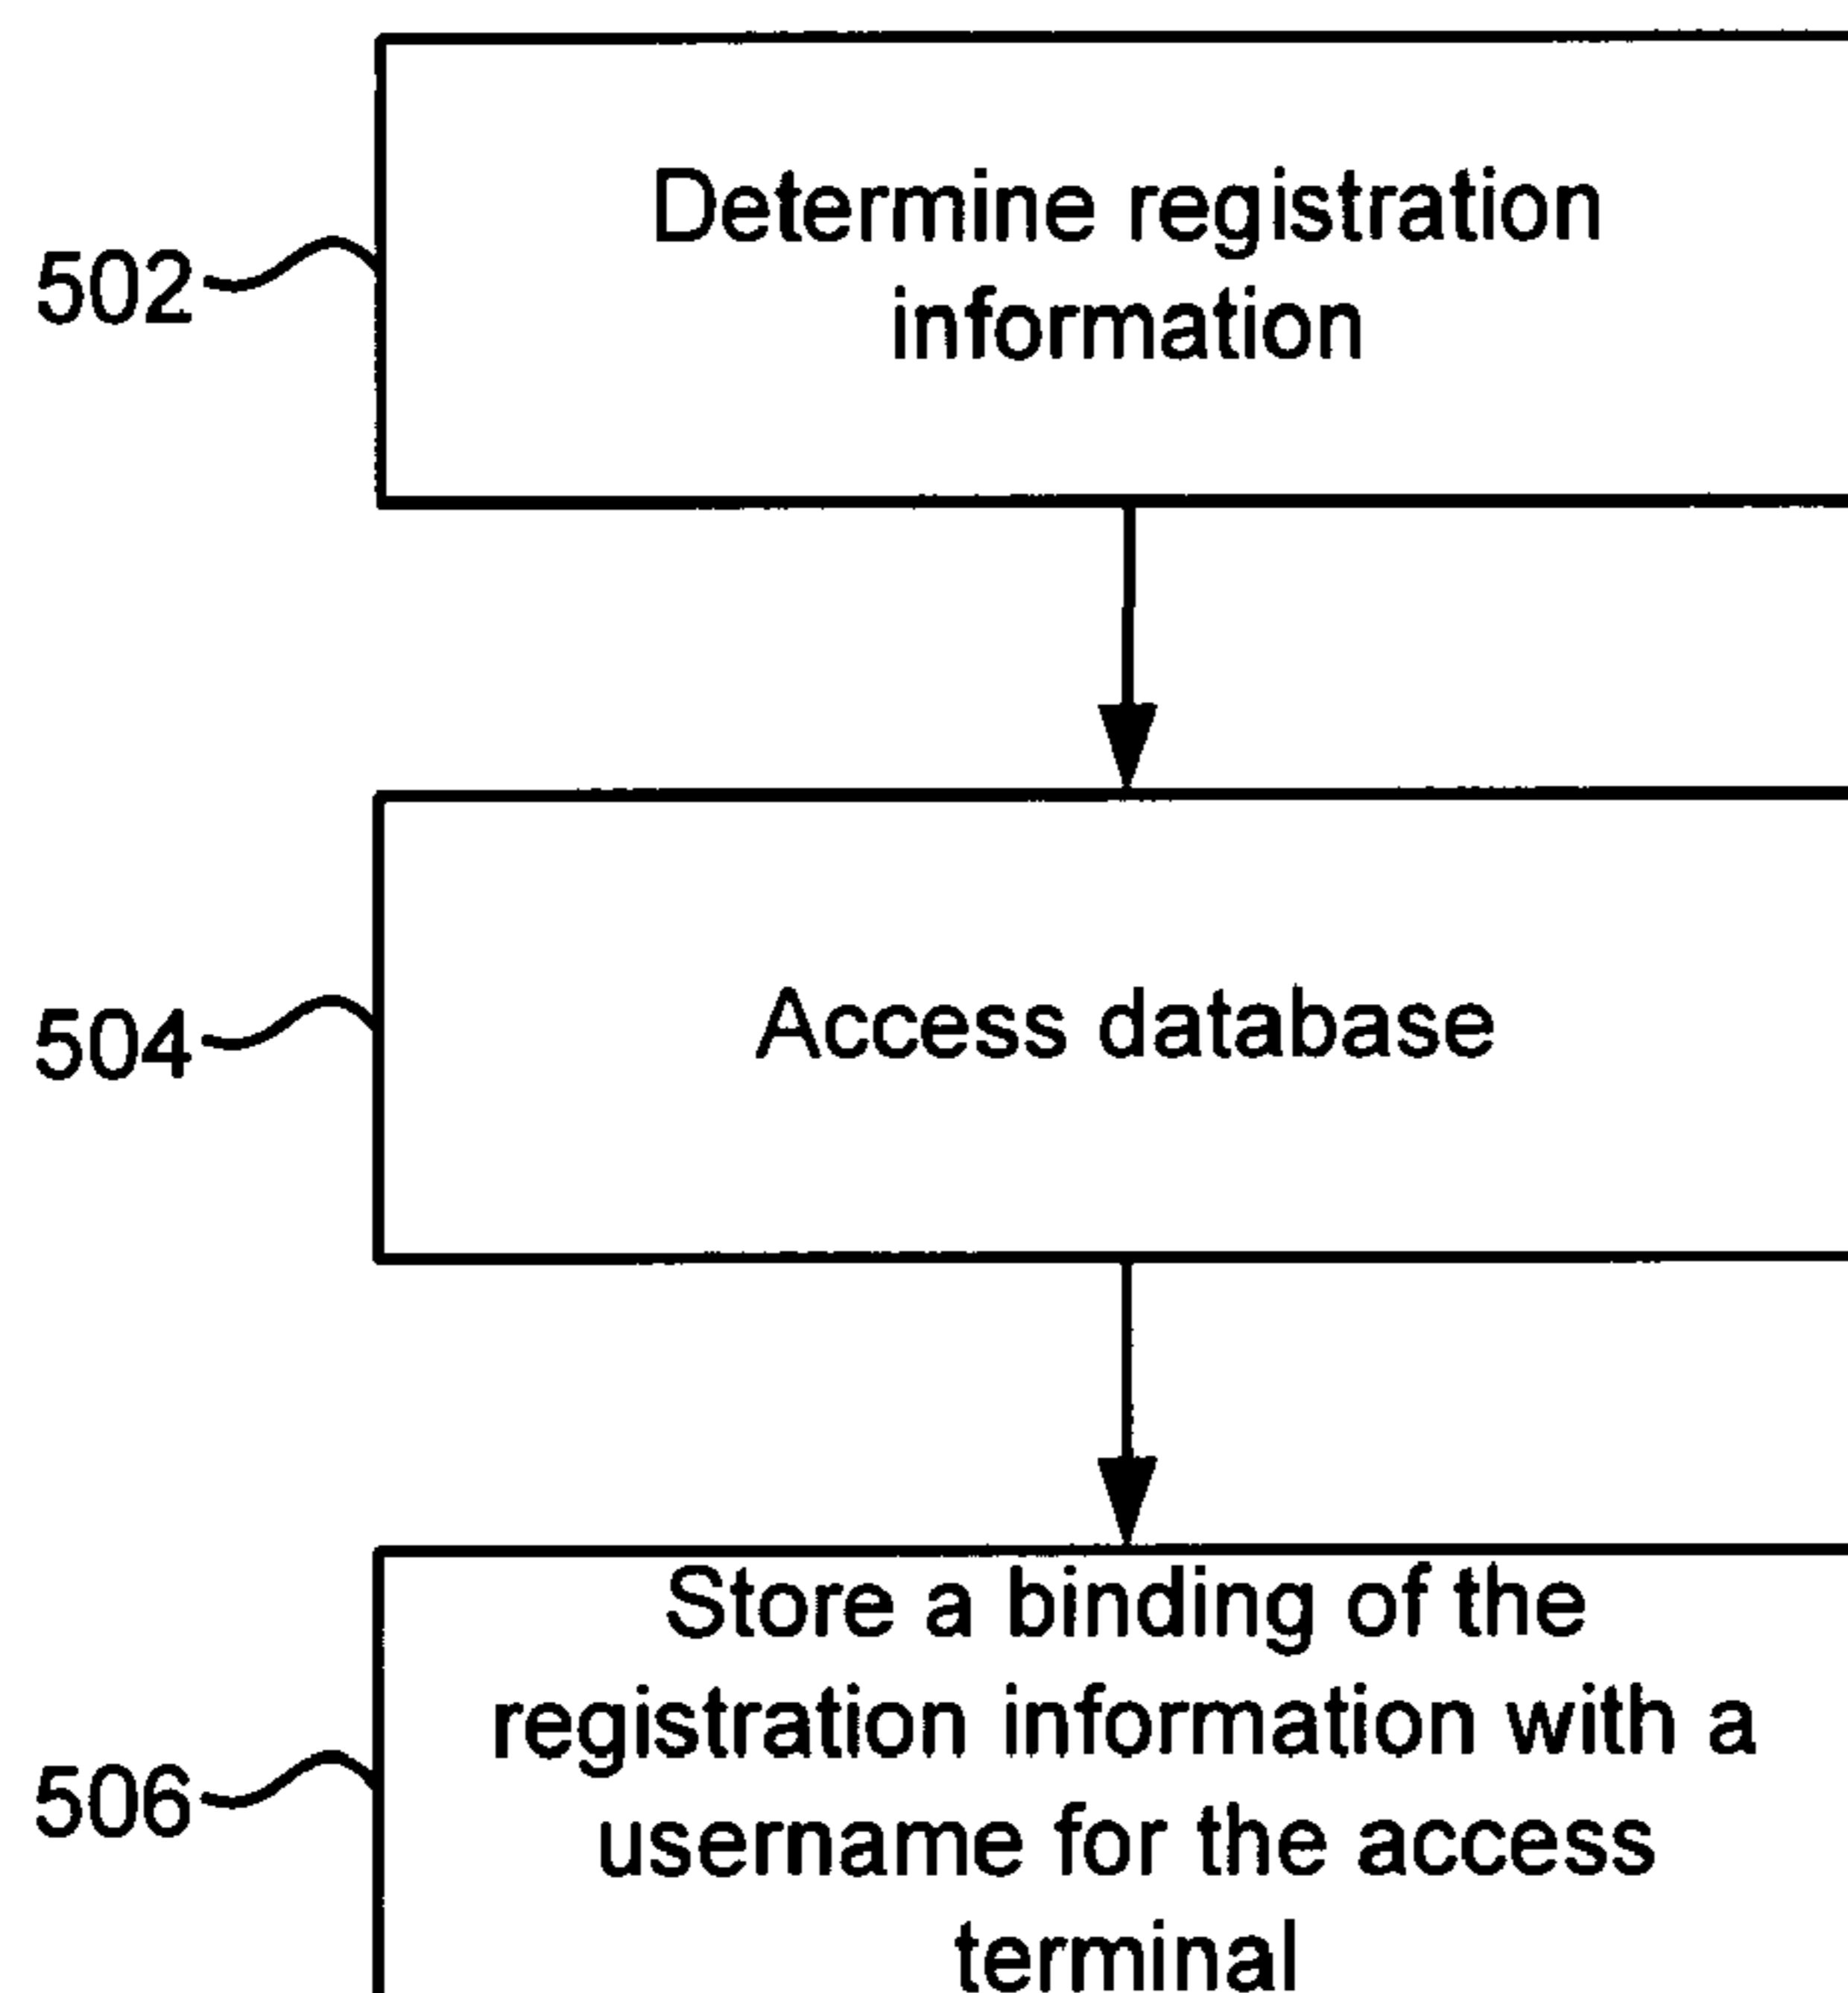 Determine registration
information
502
Access database
504
Store a binding of the
registration information with a
username for the access
terminal
506